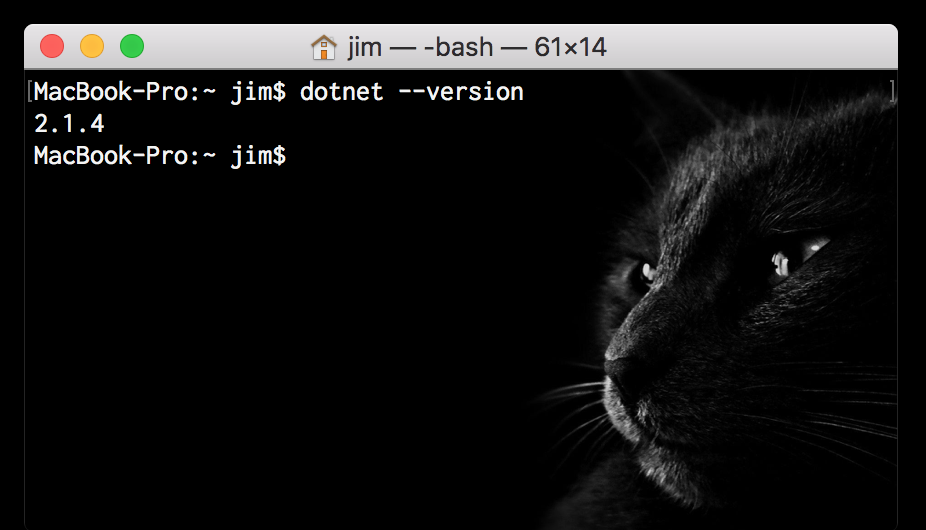 jim — -bash — 61×14
[MacBook-Pro:~ jim$ dotnet --version ]
2.1.4
MacBook-Pro:~ jim$